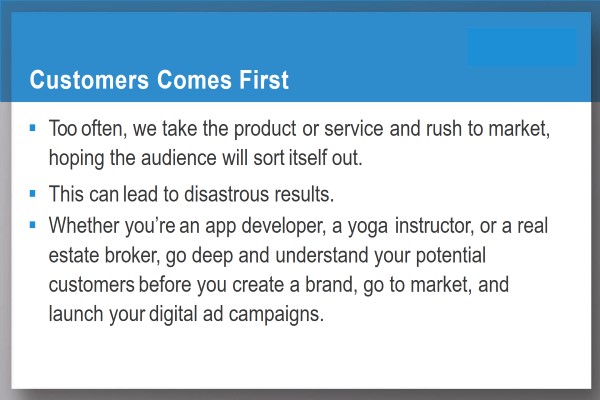 Customers Comes First
▪ Too often, we take the product or service and rush to market,
hoping the audience will sort itself out.
▪ This can lead to disastrous results.
▪ Whether you’re an app developer, a yoga instructor, or a real
estate broker, go deep and understand your potential
customers before you create a brand, go to market, and
launch your digital ad campaigns.